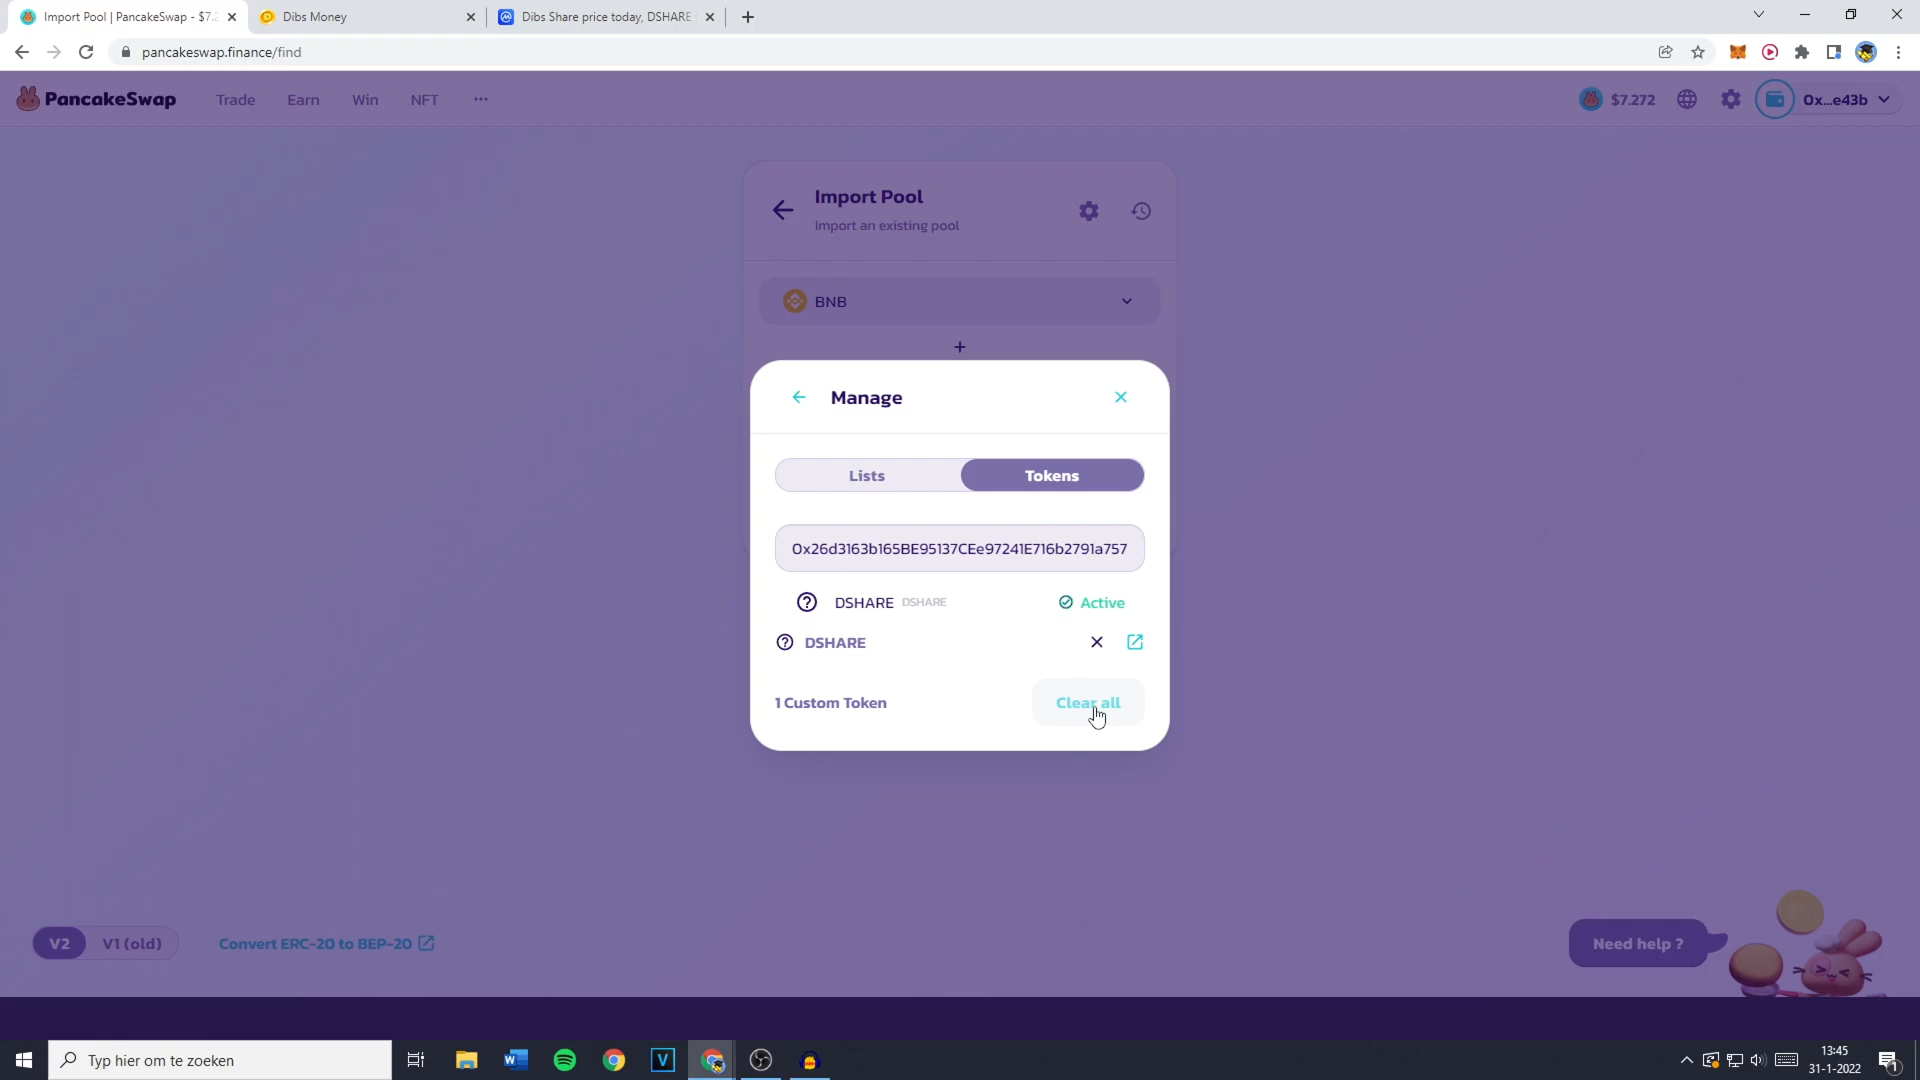 Import Pool | PancakeSwap - $7.2
Dibs Money
Dibs Share price today, DSHARE
pancakeswap.finance/find
PancakeSwap
Trade
Earn
Win
NFT
$7.272
0x...e43b
Import Pool
Import an existing pool
BNB
+
Manage
Lists
Tokens
0x26d3163b165BE95137CEe97241E716b2791a757
DSHARE DSHARE
Active
DSHARE
1 Custom Token
Clear all
V2
V1 (old)
Convert ERC-20 to BEP-20
Need help ?
Typ hier om te zoeken
13:45
31-1-2022
1